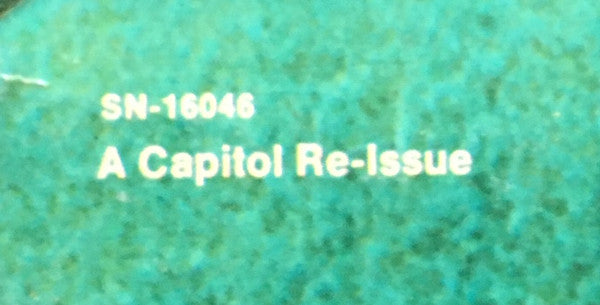 SN-16046
A Capitol Re-Issue